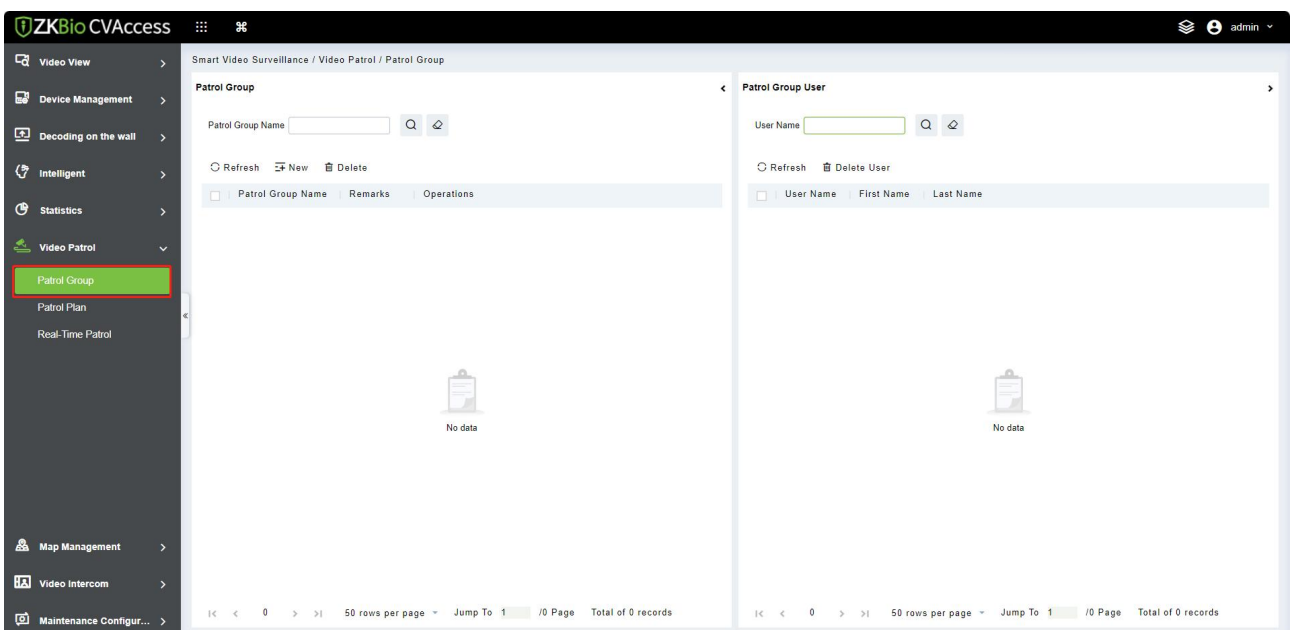 ZKBio CVAccess
admin
Video View
Device Management
Decoding on the wall
Intelligent
Statistics
Video Patrol
Patrol Group
Patrol Plan
Real-Time Patrol
Map Management
Video Intercom
Maintenance Configur...
Smart Video Surveillance / Video Patrol / Patrol Group
Patrol Group
Patrol Group Name
Refresh New Delete
Patrol Group Name Remarks Operations
No data
0 50 rows per page Jump To 1 /0 Page Total of 0 records
Patrol Group User
User Name
Refresh Delete User
User Name First Name Last Name
No data
0 50 rows per page Jump To 1 /0 Page Total of 0 records